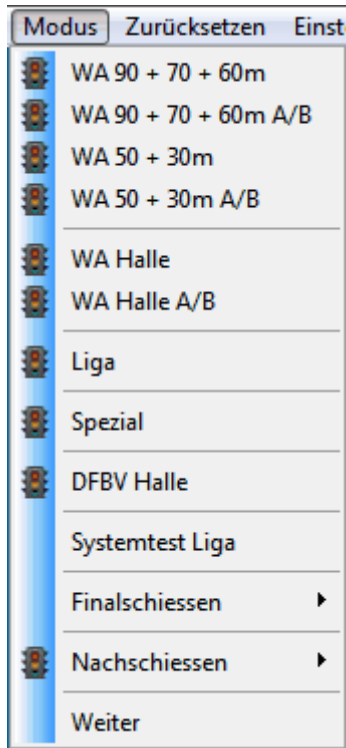 Modus Zurücksetzen Einst
WA 90 + 70 + 60m
WA 90 + 70 + 60m A/B
WA 50 + 30m
WA 50 + 30m A/B
WA Halle
WA Halle A/B
Liga
Spezial
DFBV Halle
Systemtest Liga
Finalschiessen
Nachschiessen
Weiter